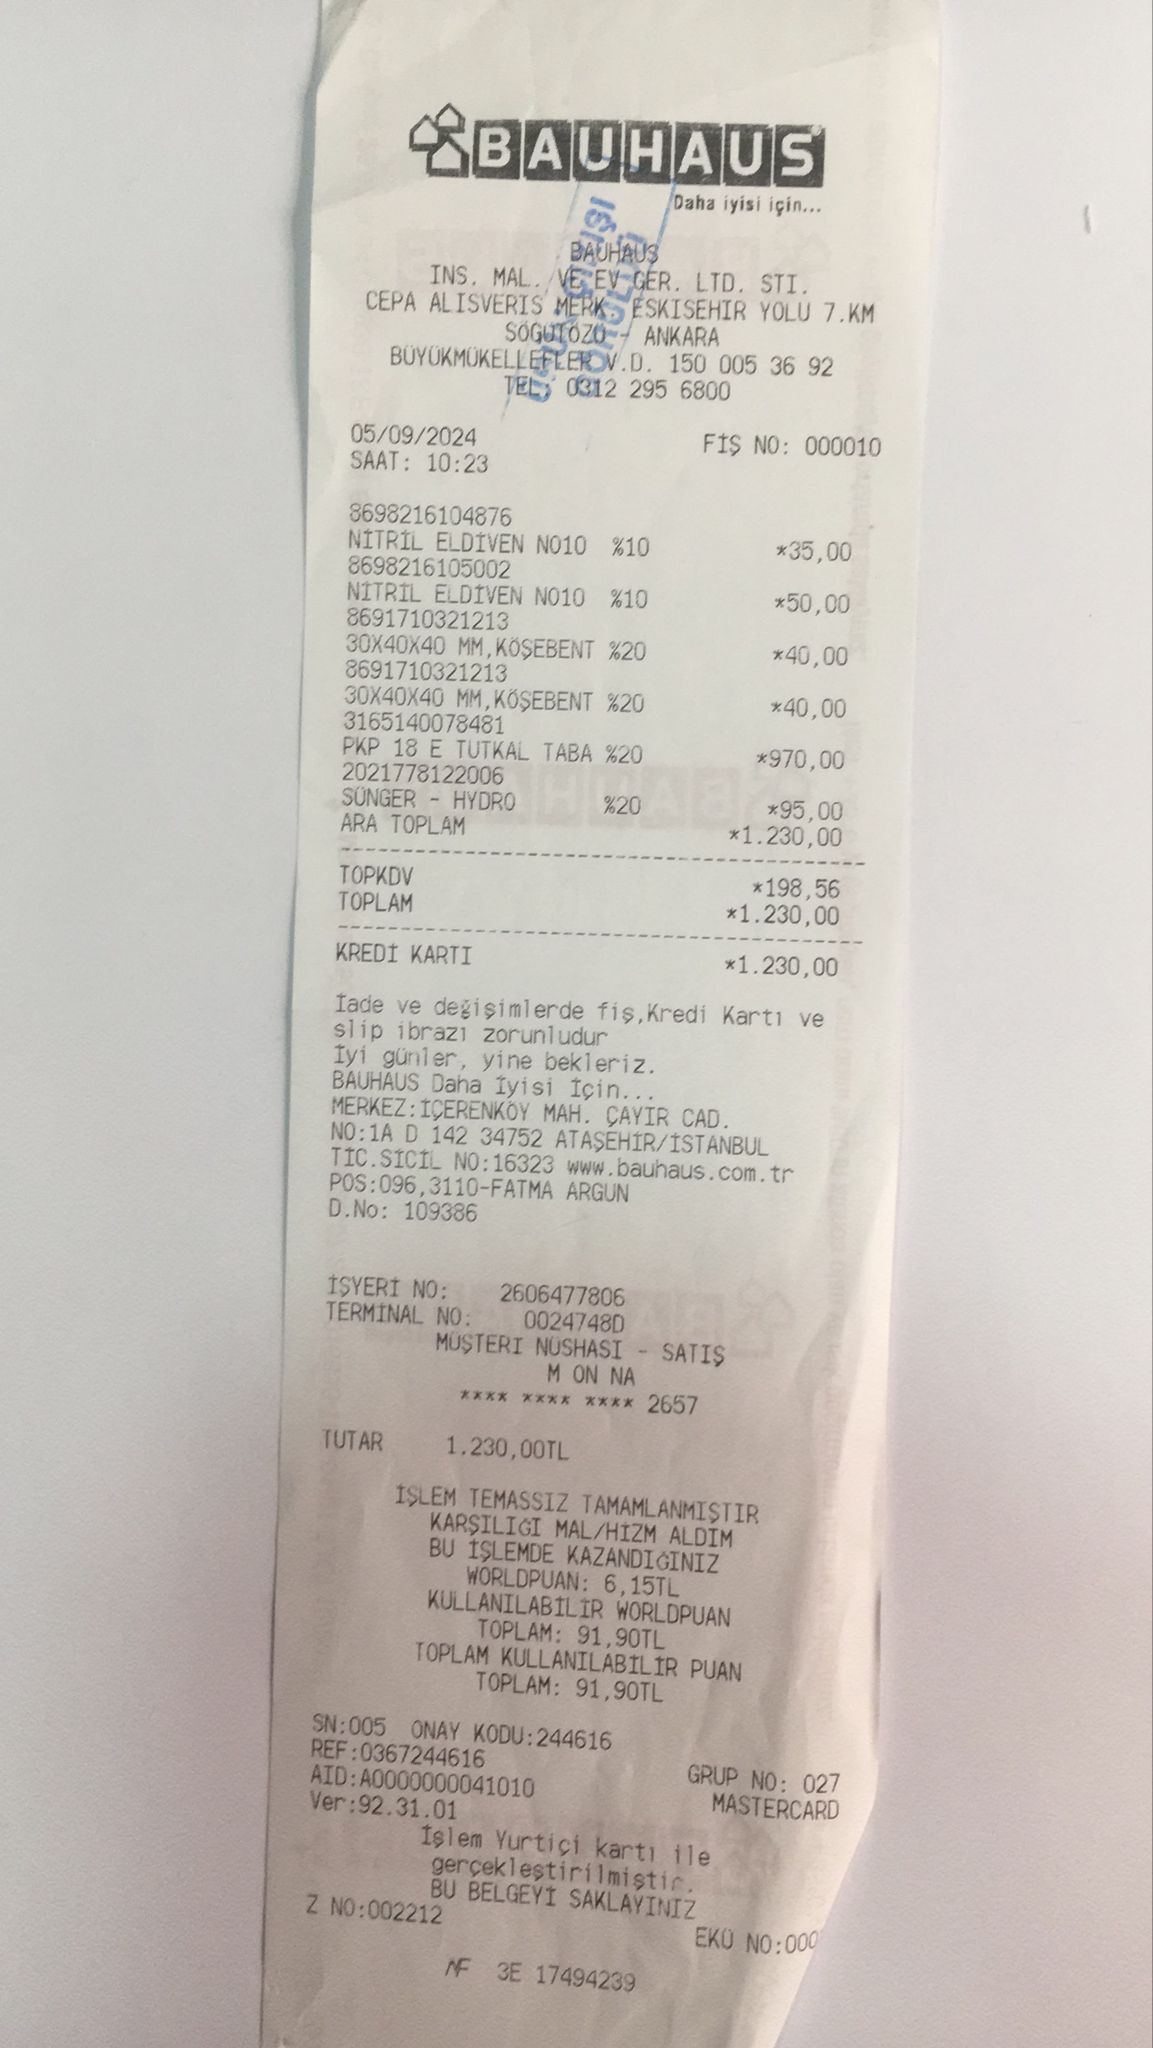 BAUHAUS
Daha iyisi için...
BAUHAUS
INS. MAL. VE EV GER. LTD. STI.
CEPA ALISVERIS MERK. ESKISEHIR YOLU 7.KM
SÖGÜTÖZÜ - ANKARA
BÜYÜKMÜKELLEFLER V.D. 150 005 36 92
TEL: 0312 295 6800
ÜRÜN ÇIKIŞI
GÖRÜLDÜ
05/09/2024
FİŞ NO: 000010
SAAT: 10:23
8698216104876
NİTRİL ELDİVEN NO10 %10 *35,00
8698216105002
NİTRİL ELDİVEN NO10 %10 *50,00
8691710321213
30X40X40 MM,KÖŞEBENT %20 *40,00
8691710321213
30X40X40 MM,KÖŞEBENT %20 *40,00
3165140078481
PKP 18 E TUTKAL TABA %20 *970,00
2021778122006
SÜNGER - HYDRO %20 *95,00
ARA TOPLAM *1.230,00
TOPKDV *198,56
TOPLAM *1.230,00
KREDİ KARTI *1.230,00
İade ve değişimlerde fiş,Kredi Kartı ve
slip ibrazı zorunludur
İyi günler, yine bekleriz.
BAUHAUS Daha İyisi İçin...
MERKEZ:İÇERENKÖY MAH. ÇAYIR CAD.
NO:1A D 142 34752 ATAŞEHİR/İSTANBUL
TİC.SİCİL NO:16323 www.bauhaus.com.tr
POS:096,3110-FATMA ARGUN
D.No: 109386
İŞYERİ NO: 2606477806
TERMİNAL NO: 0024748D
MÜŞTERİ NÜSHASI - SATIŞ
M ON NA
**** **** **** 2657
TUTAR 1.230,00TL
İŞLEM TEMASSIZ TAMAMLANMIŞTIR
KARŞILIĞI MAL/HİZM ALDIM
BU İŞLEMDE KAZANDIĞINIZ
WORLDPUAN: 6,15TL
KULLANILABİLİR WORLDPUAN
TOPLAM: 91,90TL
TOPLAM KULLANILABİLİR PUAN
TOPLAM: 91,90TL
SN:005 ONAY KODU:244616
REF:0367244616
GRUP NO: 027
AID:A0000000041010
MASTERCARD
Ver:92.31.01
İşlem Yurtiçi kartı ile
gerçekleştirilmiştir.
BU BELGEYİ SAKLAYINIZ
Z NO:002212
EKÜ NO:000
MF 3E 17494239